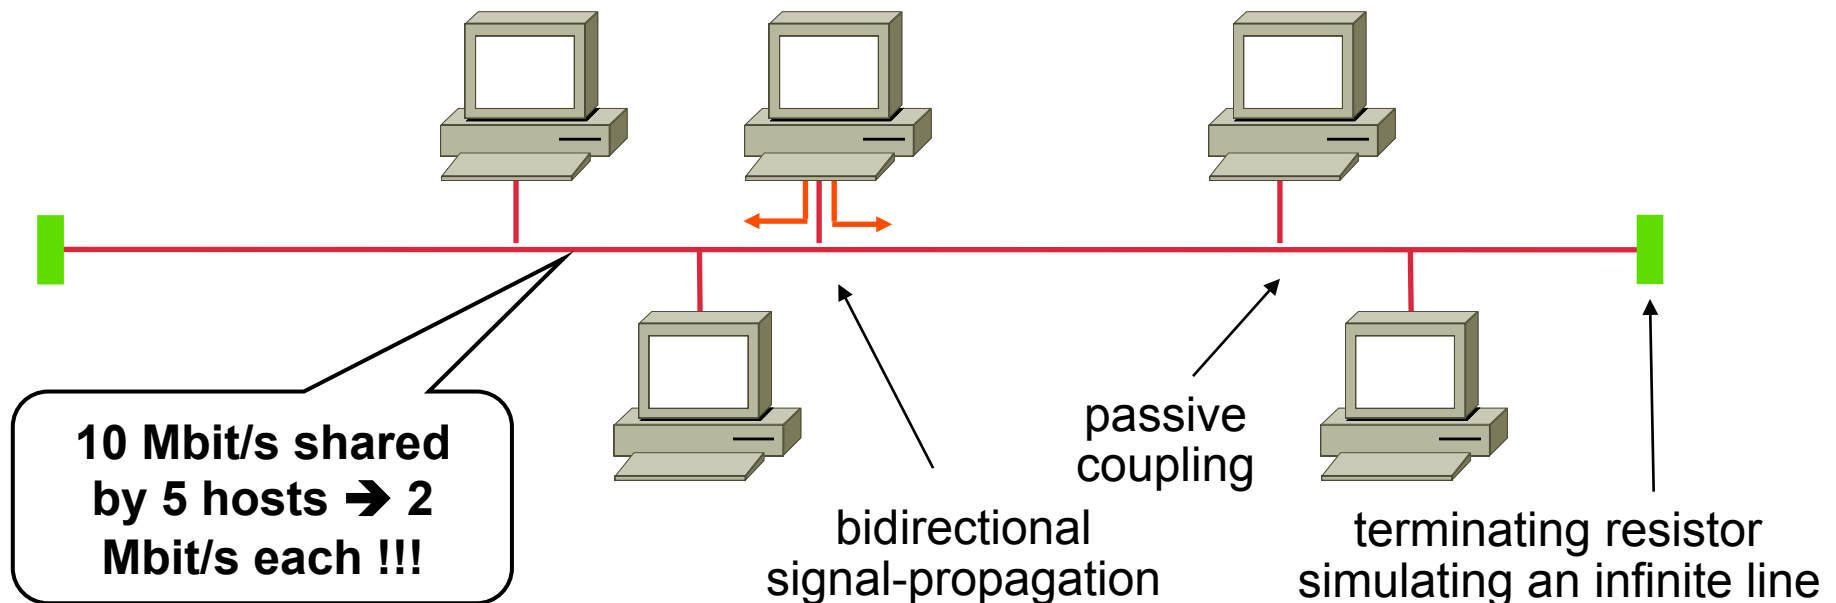 10 Mbit/s shared
by 5 hosts ➔ 2
Mbit/s each !!!
bidirectional
signal-propagation
passive
coupling
terminating resistor
simulating an infinite line